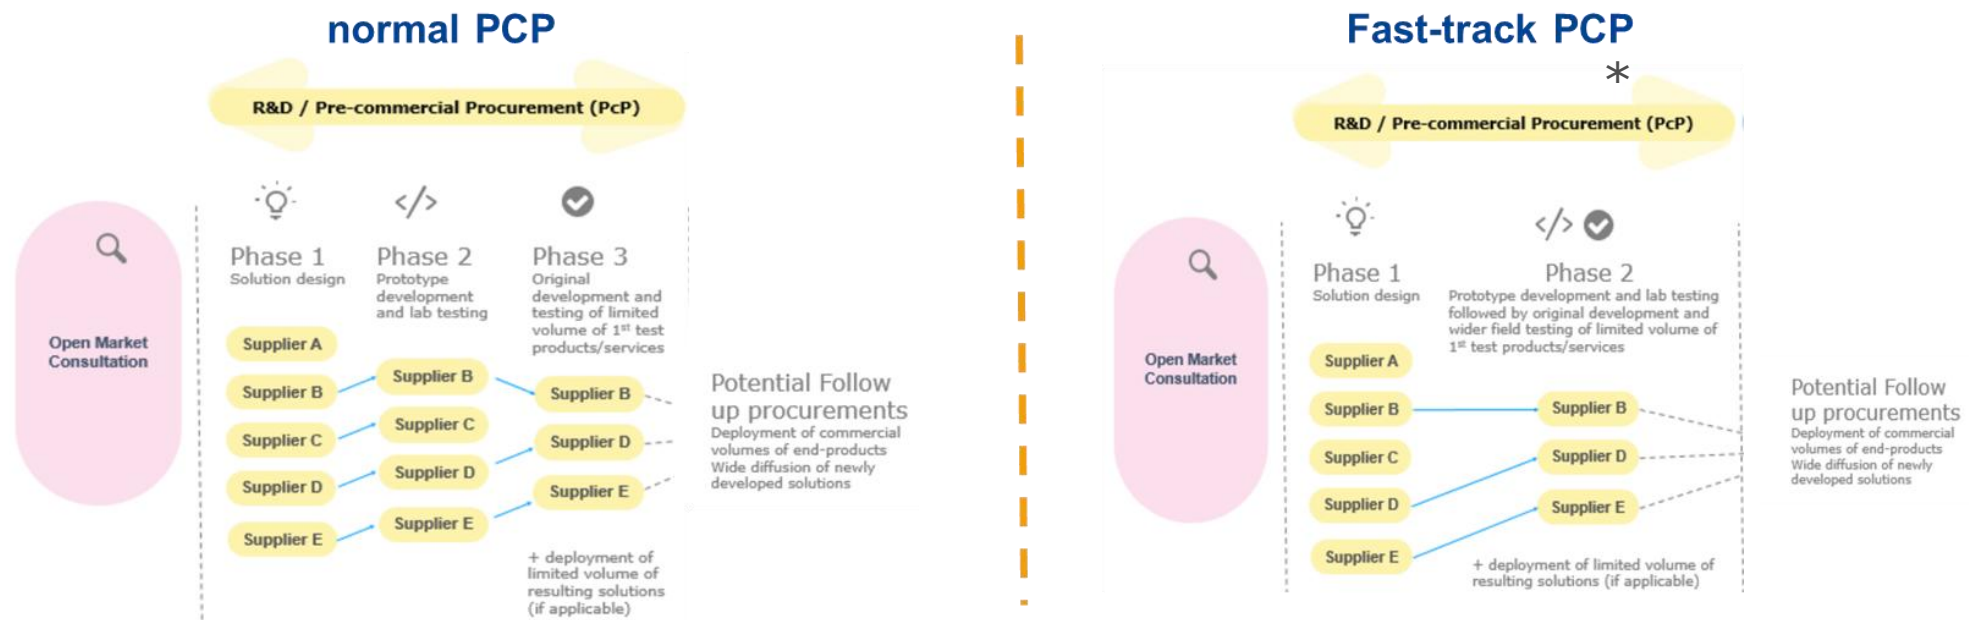 normal PCP
R&D / Pre-commercial Procurement (PcP)
Open Market
Consultation
</>
Phase 1
Solution design
Phase 2
Prototype
development
and lab testing
Phase 3
Original
development and
testing of limited
volume of 1st test
products/services
Supplier A
Supplier B
Supplier C
Supplier D
Supplier E
Supplier B
Supplier C
Supplier D
Supplier E
Supplier B
Supplier D
Supplier E
+ deployment of
limited volume of
resulting solutions
(if applicable)
Potential Follow
up procurements
Deployment of commercial
volumes of end-products
Wide diffusion of newly
developed solutions
Fast-track PCP
*
R&D / Pre-commercial Procurement (PcP)
Open Market
Consultation
</>
Phase 1
Solution design
Phase 2
Prototype development and lab testing
followed by original development and
wider field testing of limited volume of
1st test products/services
Supplier A
Supplier B
Supplier C
Supplier D
Supplier E
Supplier B
Supplier D
Supplier E
+ deployment of limited volume of
resulting solutions (if applicable)
Potential Follow
up procurements
Deployment of commercial
volumes of end-products
Wide diffusion of newly
developed solutions